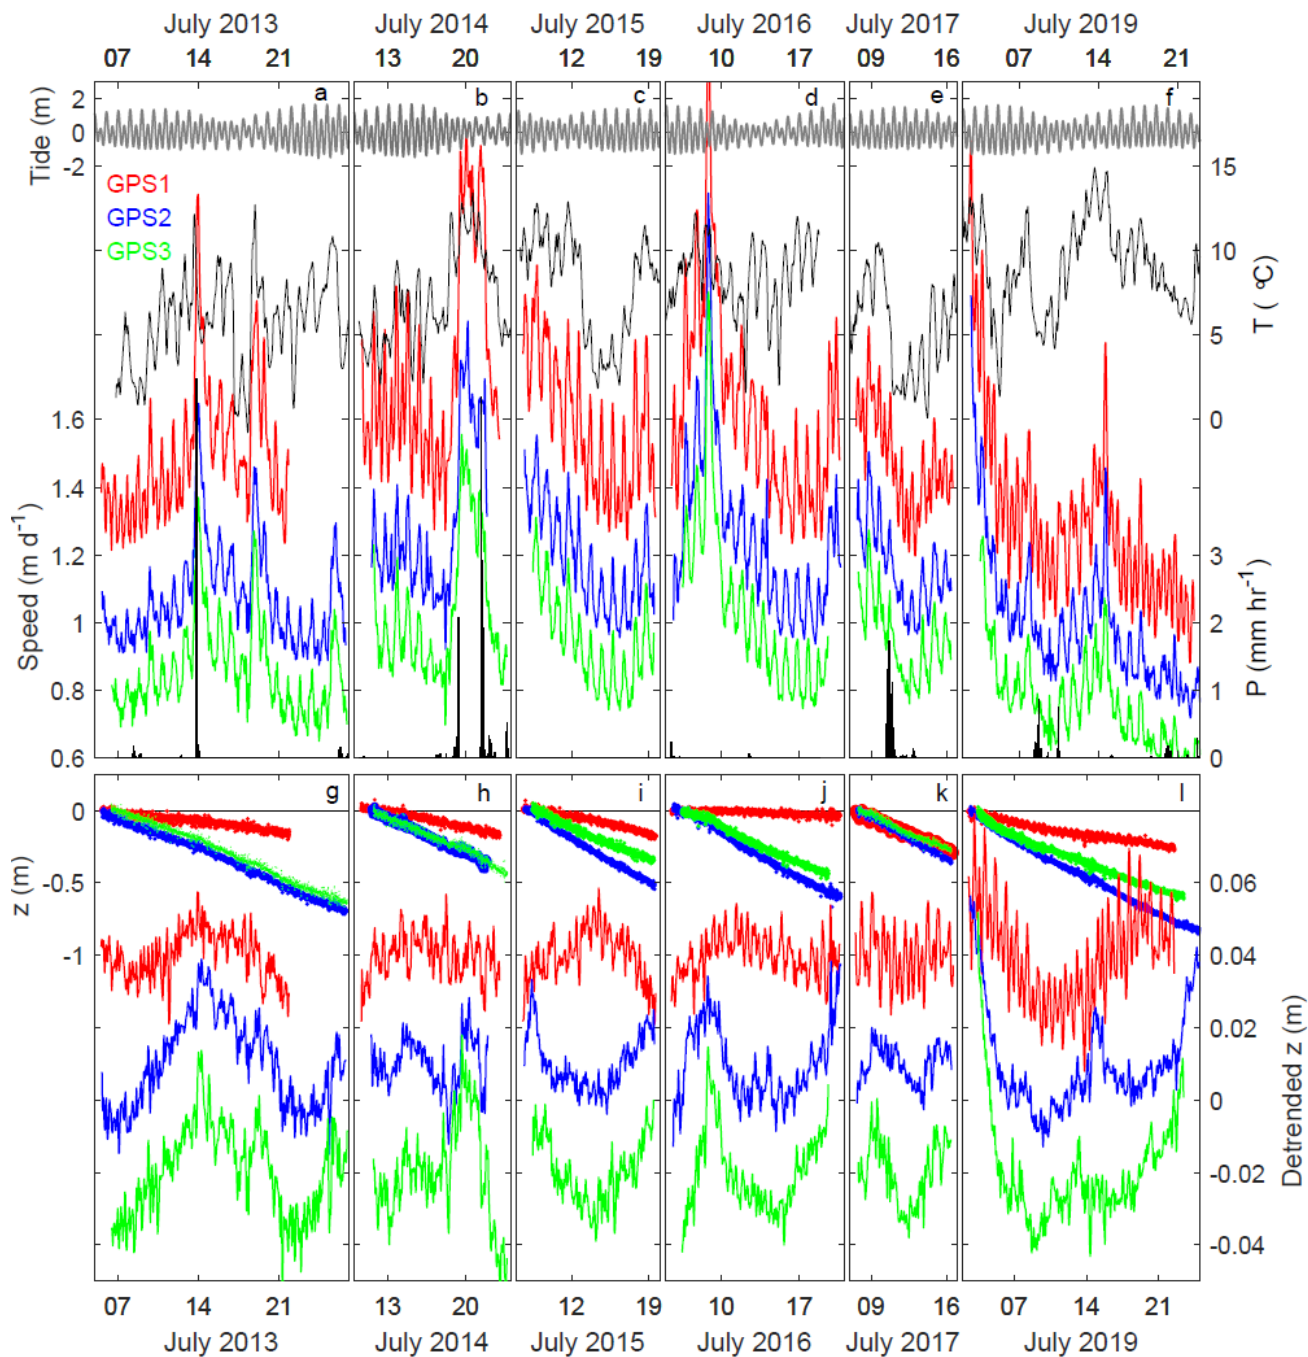 July 2013 July 2014 July 2015 July 2016 July 2017 July 2019
07 14 21 13 20 12 19 10 17 09 16 07 14 21
a b c d e f
Tide (m)
2
0
-2
GPS1
GPS2
GPS3
15
10
5
0
T ( °C)
1.6
1.4
1.2
1
0.8
0.6
Speed (m d-1)
3
2
1
0
P (mm hr-1)
g h i j k l
0
-0.5
-1
z (m)
0.06
0.04
0.02
0
-0.02
-0.04
Detrended z (m)
07 14 21 13 20 12 19 10 17 09 16 07 14 21
July 2013 July 2014 July 2015 July 2016 July 2017 July 2019